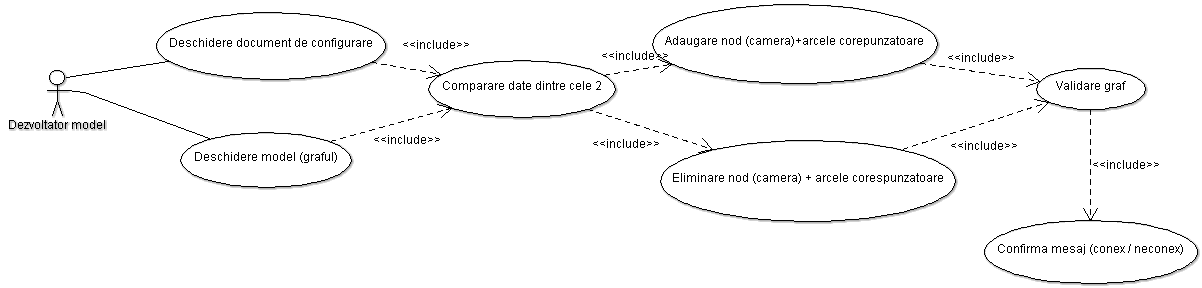 Deschidere document de configurare
<<include>>
Adaugare nod (camera)+arcele corepunzatoare
<<include>>
<<include>>
Comparare date dintre cele 2
Validare graf
Dezvoltator model
Deschidere model (graful)
<<include>>
<<include>>
<<include>>
<<include>>
Eliminare nod (camera) + arcele corespunzatoare
Confirma mesaj (conex / neconex)